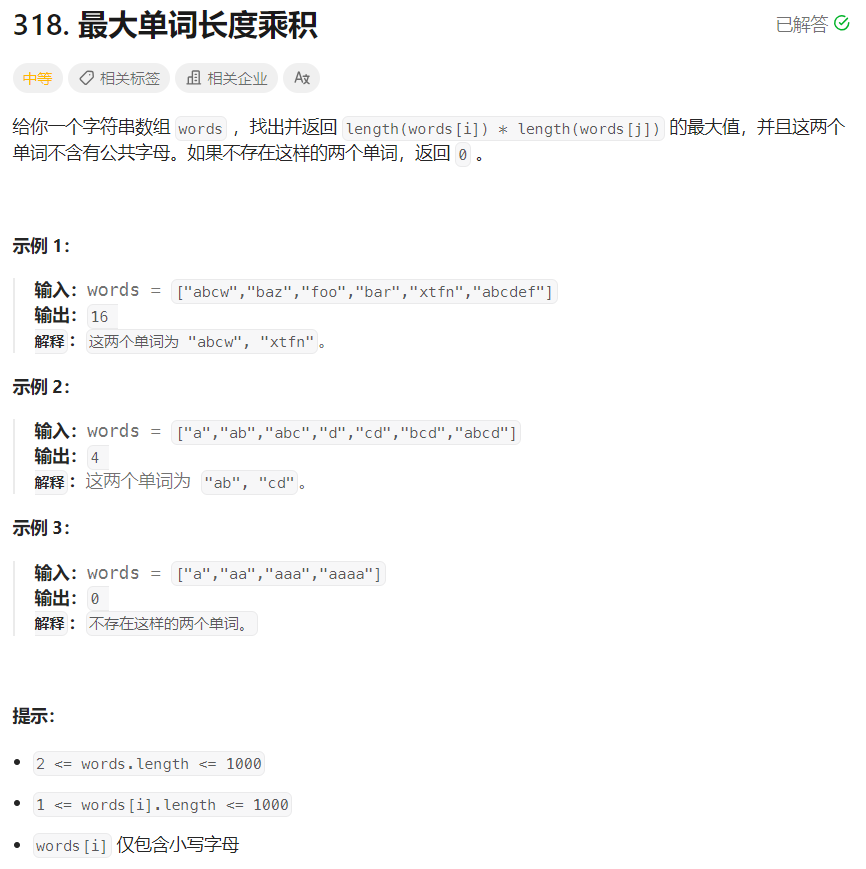 318. 最大单词长度乘积
已解答
中等 相关标签 相关企业 Aあ
给你一个字符串数组 words ，找出并返回 length(words[i]) * length(words[j]) 的最大值，并且这两个
单词不含有公共字母。如果不存在这样的两个单词，返回 0 。
示例 1：
输入：words = ["abcw","baz","foo","bar","xtfn","abcdef"]
输出：16
解释：这两个单词为 "abcw", "xtfn"。
示例 2：
输入：words = ["a","ab","abc","d","cd","bcd","abcd"]
输出：4
解释：这两个单词为 "ab", "cd"。
示例 3：
输入：words = ["a","aa","aaa","aaaa"]
输出：0
解释：不存在这样的两个单词。
提示：
• 2 <= words.length <= 1000
• 1 <= words[i].length <= 1000
• words[i] 仅包含小写字母